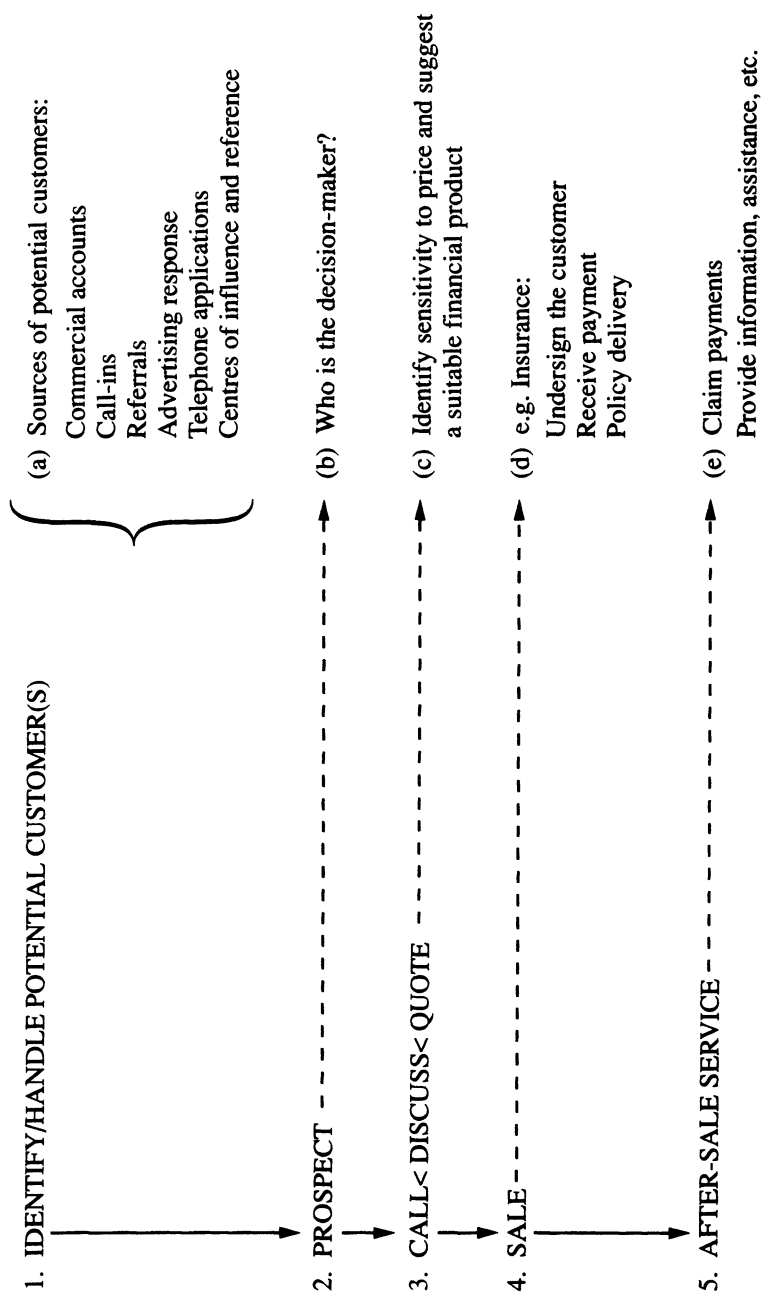 1. IDENTIFY/HANDLE POTENTIAL CUSTOMER(S)
(a) Sources of potential customers:
Commercial accounts
Call-ins
Referrals
Advertising response
Telephone applications
Centres of influence and reference
2. PROSPECT
(b) Who is the decision-maker?
3. CALL< DISCUSS< QUOTE
(c) Identify sensitivity to price and suggest
a suitable financial product
4. SALE
(d) e.g. Insurance:
Undersign the customer
Receive payment
Policy delivery
5. AFTER-SALE SERVICE
(e) Claim payments
Provide information, assistance, etc.